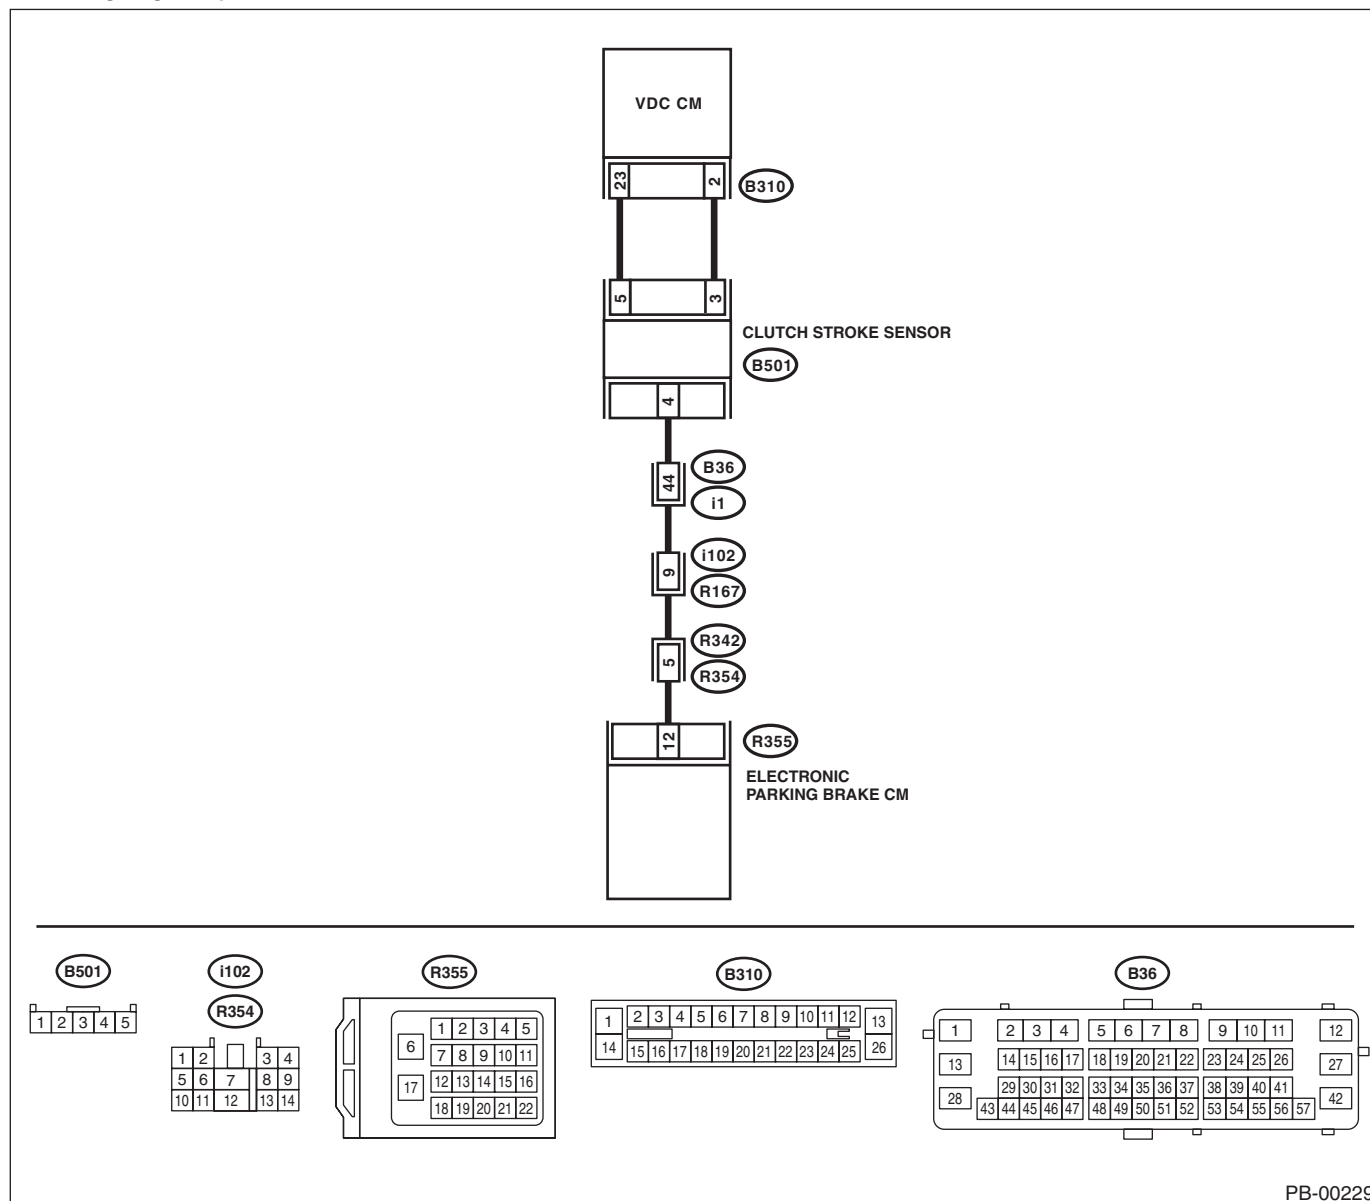 VDC CM
23 2
B310
5 3
CLUTCH STROKE SENSOR
B501
4
44
B36
i1
9
i102
R167
5
R342
R354
12
R355
ELECTRONIC
PARKING BRAKE CM
B501
1 2 3 4 5
i102
R354
1 2 3 4
5 6 7 8 9
10 11 12 13 14
R355
1 2 3 4 5
6
7 8 9 10 11
12 13 14 15 16
17
18 19 20 21 22
B310
1 2 3 4 5 6 7 8 9 10 11 12 13
14 15 16 17 18 19 20 21 22 23 24 25 26
B36
1 2 3 4 5 6 7 8 9 10 11 12
13 14 15 16 17 18 19 20 21 22 23 24 25 26 27
28 29 30 31 32 33 34 35 36 37 38 39 40 41 42
43 44 45 46 47 48 49 50 51 52 53 54 55 56 57
PB-00229